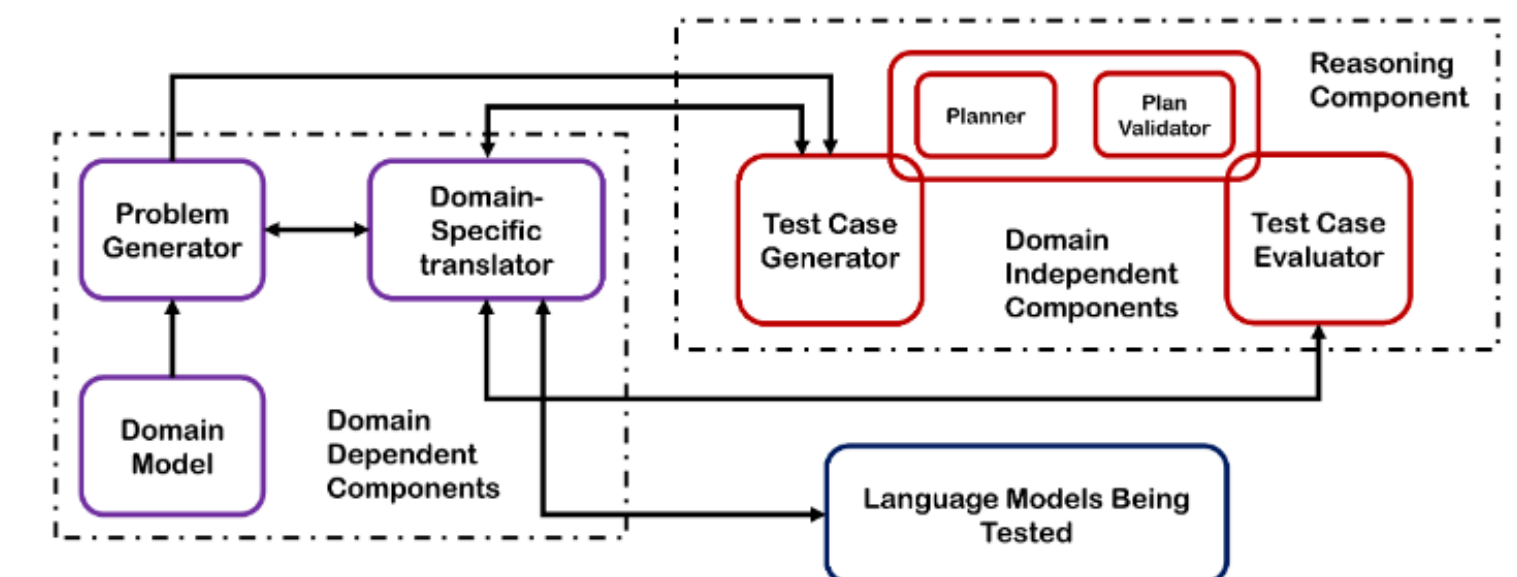 Reasoning
Component
Planner
Plan
Validator
Problem
Generator
Domain-
Specific
translator
Test Case
Generator
Domain
Independent
Components
Test Case
Evaluator
Domain
Model
Domain
Dependent
Components
Language Models Being
Tested